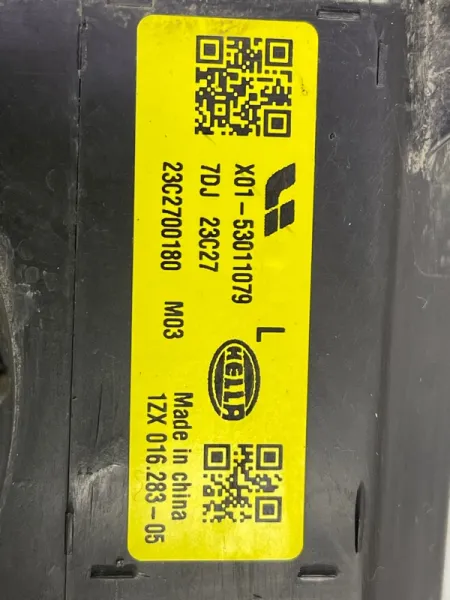 X01-53011079 L
7DJ 23C27
23C2700180 M03
HELLA
Made in china
1ZX 016.283-05